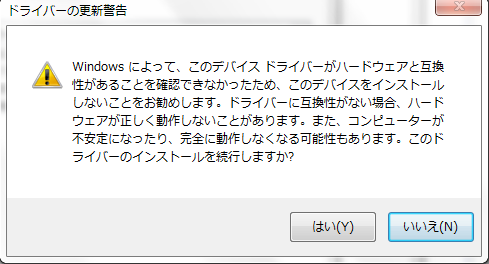 ドライバーの更新警告
Windows によって、このデバイス ドライバーがハードウェアと互換
性があることを確認できなかったため、このデバイスをインストール
しないことをお勧めします。ドライバーに互換性がない場合、ハード
ウェアが正しく動作しないことがあります。また、コンピューターが
不安定になったり、完全に動作しなくなる可能性もあります。このド
ライバーのインストールを続行しますか?
はい(Y)
いいえ(N)